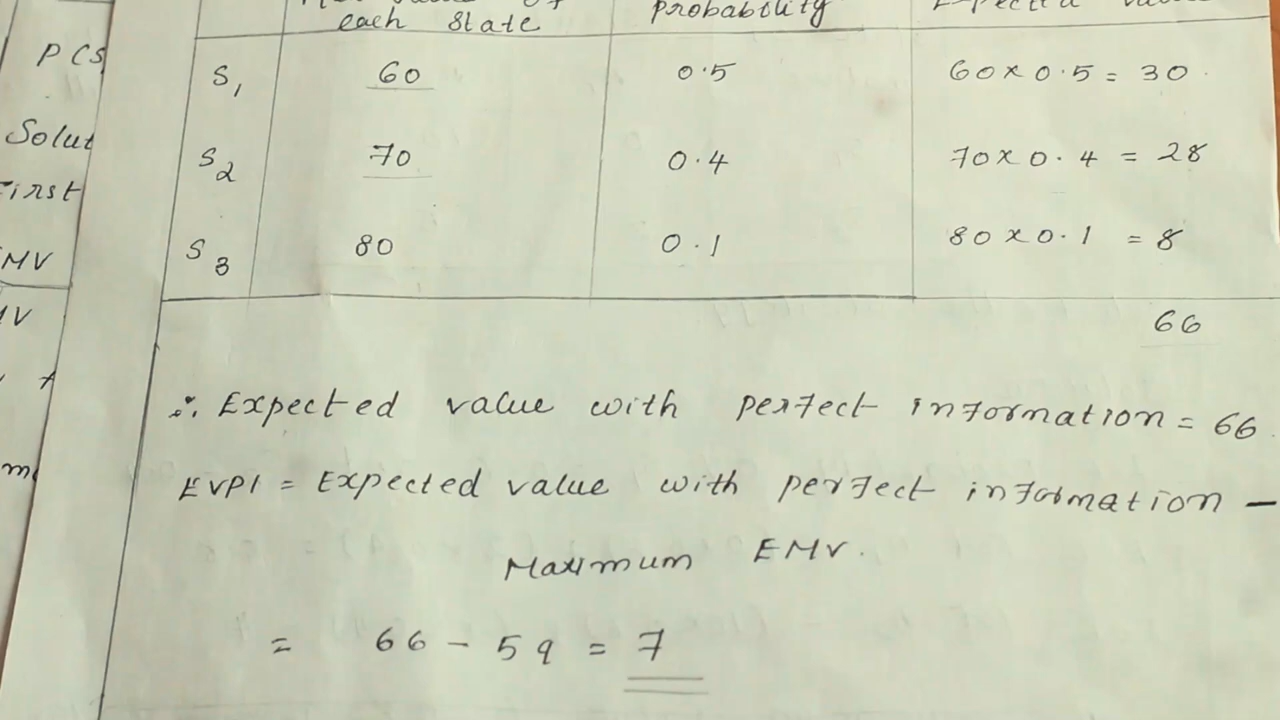 PCS
Solut
First
MV
each State probability
S1 60 0.5 60 x 0.5 = 30
S2 70 0.4 70 x 0.4 = 28
S3 80 0.1 80 x 0.1 = 8
66
∴ Expected value with perfect information = 66
EVPI = Expected value with perfect information -
Maximum EMV.
= 66 - 59 = 7